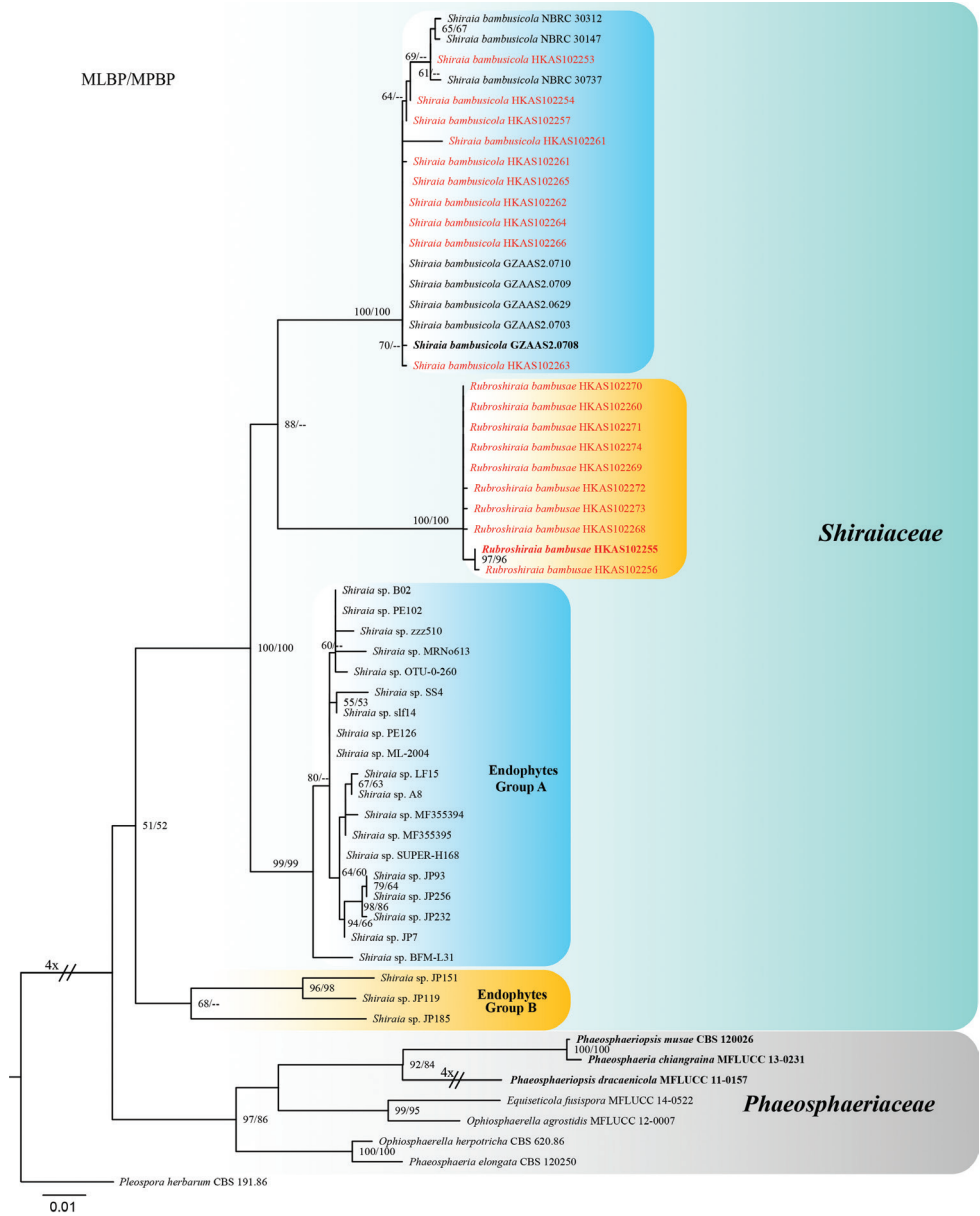 Shiraia bambusicola NBRC 30312
65/67
Shiraia bambusicola NBRC 30147
69/--
Shiraia bambusicola HKAS102253
61/--
Shiraia bambusicola NBRC 30737
MLBP/MPBP
64/--
Shiraia bambusicola HKAS102254
Shiraia bambusicola HKAS102257
Shiraia bambusicola HKAS102261
Shiraia bambusicola HKAS102261
Shiraia bambusicola HKAS102265
Shiraia bambusicola HKAS102262
Shiraia bambusicola HKAS102264
Shiraia bambusicola HKAS102266
Shiraia bambusicola GZAAS2.0710
Shiraia bambusicola GZAAS2.0709
Shiraia bambusicola GZAAS2.0629
100/100
Shiraia bambusicola GZAAS2.0703
70/--
Shiraia bambusicola GZAAS2.0708
Shiraia bambusicola HKAS102263
Rubroshiraia bambusae HKAS102270
Rubroshiraia bambusae HKAS102260
88/--
Rubroshiraia bambusae HKAS102271
Rubroshiraia bambusae HKAS102274
Rubroshiraia bambusae HKAS102269
Rubroshiraia bambusae HKAS102272
Rubroshiraia bambusae HKAS102273
100/100
Rubroshiraia bambusae HKAS102268
Shiraiaceae
Rubroshiraia bambusae HKAS102255
97/96
Rubroshiraia bambusae HKAS102256
Shiraia sp. B02
Shiraia sp. PE102
Shiraia sp. zzz510
60/--
100/100
Shiraia sp. MRNo613
Shiraia sp. OTU-0-260
Shiraia sp. SS4
55/53
Shiraia sp. slf14
Shiraia sp. PE126
Shiraia sp. ML-2004
80/--
Shiraia sp. LF15
67/63
Shiraia sp. A8
Endophytes
Group A
Shiraia sp. MF355394
51/52
Shiraia sp. MF355395
Shiraia sp. SUPER-H168
99/99
64/60
Shiraia sp. JP93
79/64
Shiraia sp. JP256
98/86
Shiraia sp. JP232
94/66
Shiraia sp. JP7
Shiraia sp. BFM-L31
4x
Shiraia sp. JP151
96/98
Shiraia sp. JP119
68/--
Shiraia sp. JP185
Endophytes
Group B
Phaeosphaeriopsis musae CBS 120026
100/100
Phaeosphaeria chiangraina MFLUCC 13-0231
92/84
4x
Phaeosphaeriopsis dracaenicola MFLUCC 11-0157
Equiseticola fusispora MFLUCC 14-0522
Phaeosphaeriaceae
97/86
99/95
Ophiosphaerella agrostidis MFLUCC 12-0007
Ophiosphaerella herpotricha CBS 620.86
100/100
Phaeosphaeria elongata CBS 120250
Pleospora herbarum CBS 191.86
0.01